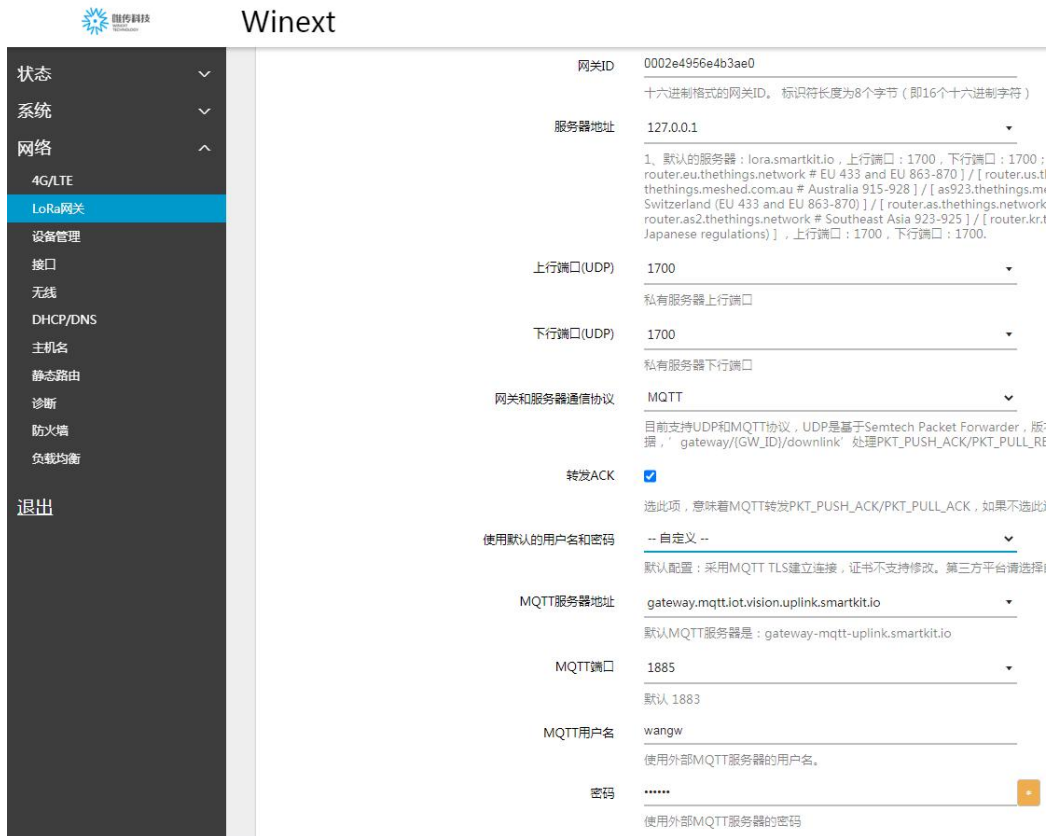 唯传科技
WINEXT
TECHNOLOGY
Winext
状态
系统
网络
4G/LTE
LoRa网关
设备管理
接口
无线
DHCP/DNS
主机名
静态路由
诊断
防火墙
负载均衡
退出
网关ID
0002e4956e4b3ae0
十六进制格式的网关ID。 标识符长度为8个字节（即16个十六进制字符）
服务器地址
127.0.0.1
1、默认的服务器：lora.smartkit.io，上行端口：1700，下行端口：1700；
router.eu.thethings.network # EU 433 and EU 863-870 ] / [ router.us.t
thethings.meshed.com.au # Australia 915-928 ] / [ as923.thethings.me
Switzerland (EU 433 and EU 863-870) ] / [ router.as.thethings.network
router.as2.thethings.network # Southeast Asia 923-925 ] / [ router.kr.t
Japanese regulations) ]，上行端口：1700，下行端口：1700.
上行端口(UDP)
1700
私有服务器上行端口
下行端口(UDP)
1700
私有服务器下行端口
网关和服务器通信协议
MQTT
目前支持UDP和MQTT协议，UDP是基于Semtech Packet Forwarder，版
据，’ gateway/{GW_ID}/downlink’ 处理PKT_PUSH_ACK/PKT_PULL_RE
转发ACK
选此项，意味着MQTT转发PKT_PUSH_ACK/PKT_PULL_ACK，如果不选此
使用默认的用户名和密码
-- 自定义 --
默认配置：采用MQTT TLS建立连接，证书不支持修改。第三方平台请选择
MQTT服务器地址
gateway.mqtt.iot.vision.uplink.smartkit.io
默认MQTT服务器是：gateway-mqtt-uplink.smartkit.io
MQTT端口
1885
默认 1883
MQTT用户名
wangw
使用外部MQTT服务器的用户名。
密码
••••••
使用外部MQTT服务器的密码